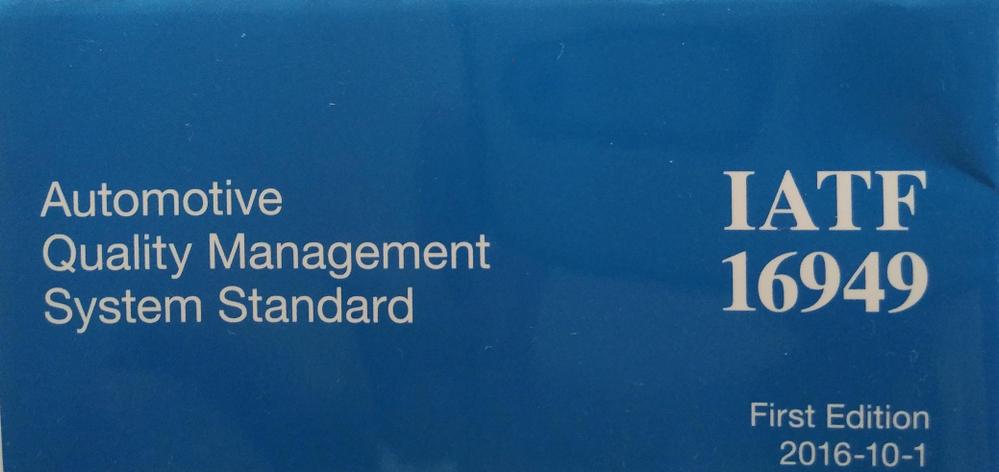 Automotive
Quality Management
System Standard
IATF
16949
First Edition
2016-10-1